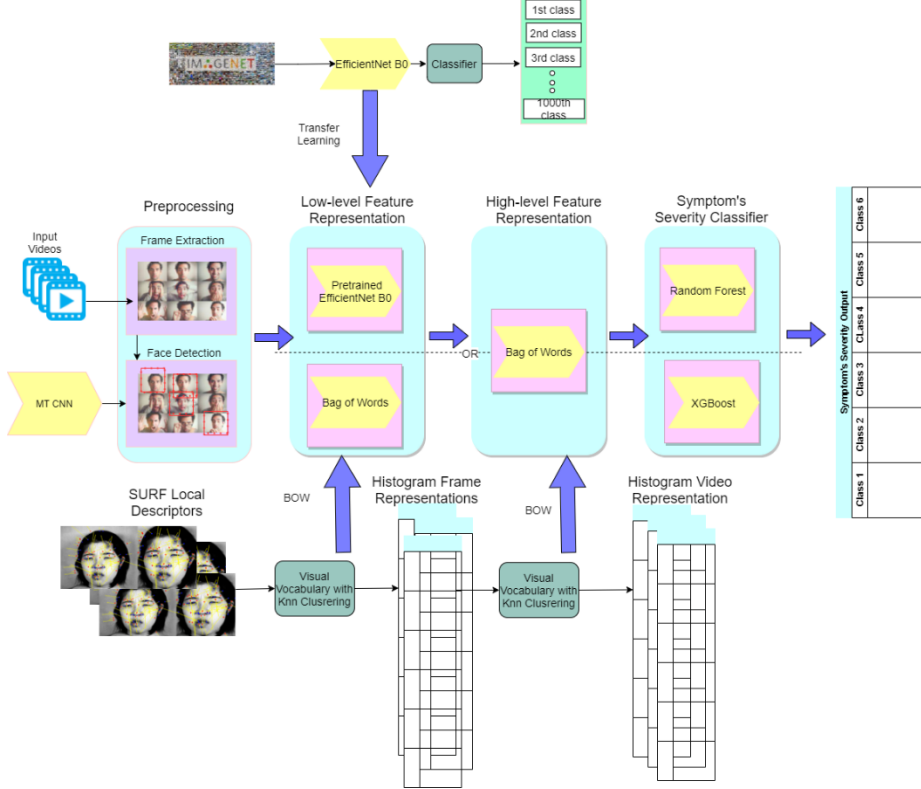 IMAGENET
EfficientNet B0
Classifier
1st class
2nd class
3rd class
1000th
class
Transfer
Learning
Preprocessing
Low-level Feature
Representation
High-level Feature
Representation
Symptom's
Severity Classifier
Input
Videos
Frame Extraction
Pretrained
EfficientNet B0
Random Forest
Face Detection
MT CNN
OR
Bag of Words
Bag of Words
XGBoost
Symptom's Severity Output
Class 6
Class 5
CLass 4
Class 3
Class 2
Class 1
SURF Local
Descriptors
BOW
Histogram Frame
Representations
BOW
Histogram Video
Representation
Visual
Vocabulary with
Knn Clusrering
Visual
Vocabulary with
Knn Clusrering